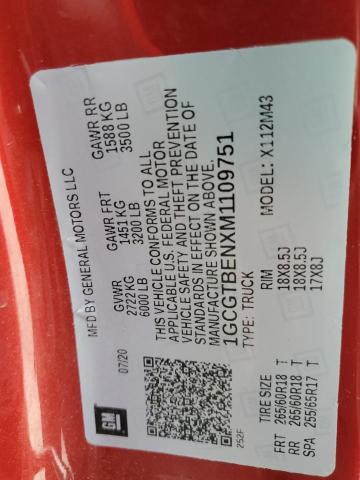 MFD BY GENERAL MOTORS LLC
07/20
GVWR
2722 KG
6000 LB
GAWR FRT
1451 KG
3200 LB
GAWR RR
1588 KG
3500 LB
THIS VEHICLE CONFORMS TO ALL
APPLICABLE U.S. FEDERAL MOTOR
VEHICLE SAFETY AND THEFT PREVENTION
STANDARDS IN EFFECT ON THE DATE OF
MANUFACTURE SHOWN ABOVE.
1GCGTBENXM1109751
TYPE: TRUCK
MODEL: X112M43
GM
252F
TIRE SIZE RIM
FRT 265/60R18 T 18X8.5J
RR 265/60R18 T 18X8.5J
SPA 255/65R17 T 17X8J